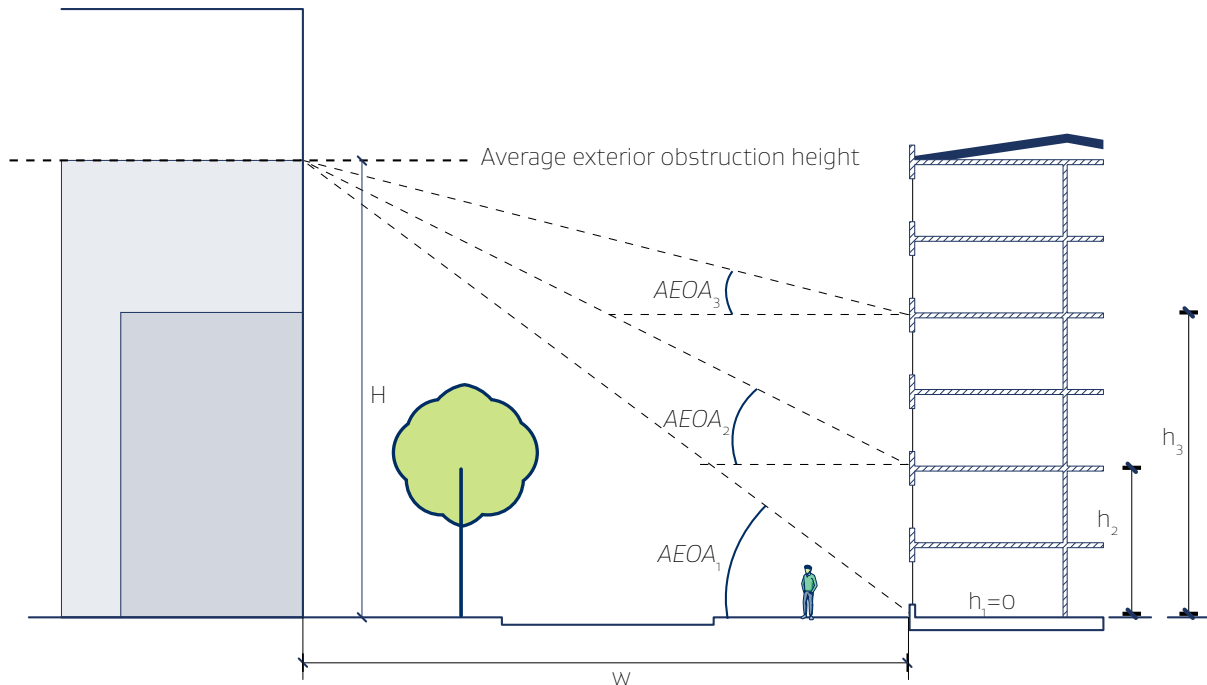 Average exterior obstruction height
AEOA₃
H
AEOA₂
h₃
h₂
AEOA₁
h₁=0
W